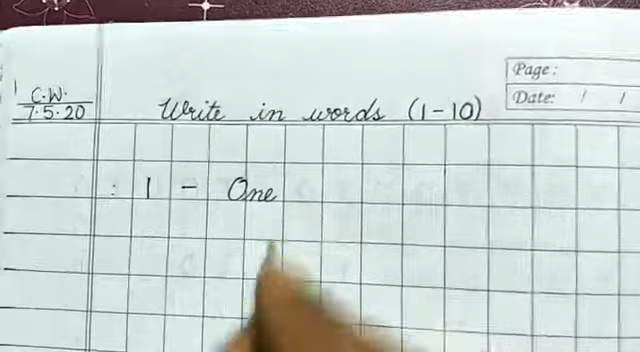 Page:
C.W.
Date: / /
7.5.20
Write in words (1-10)
1 - One